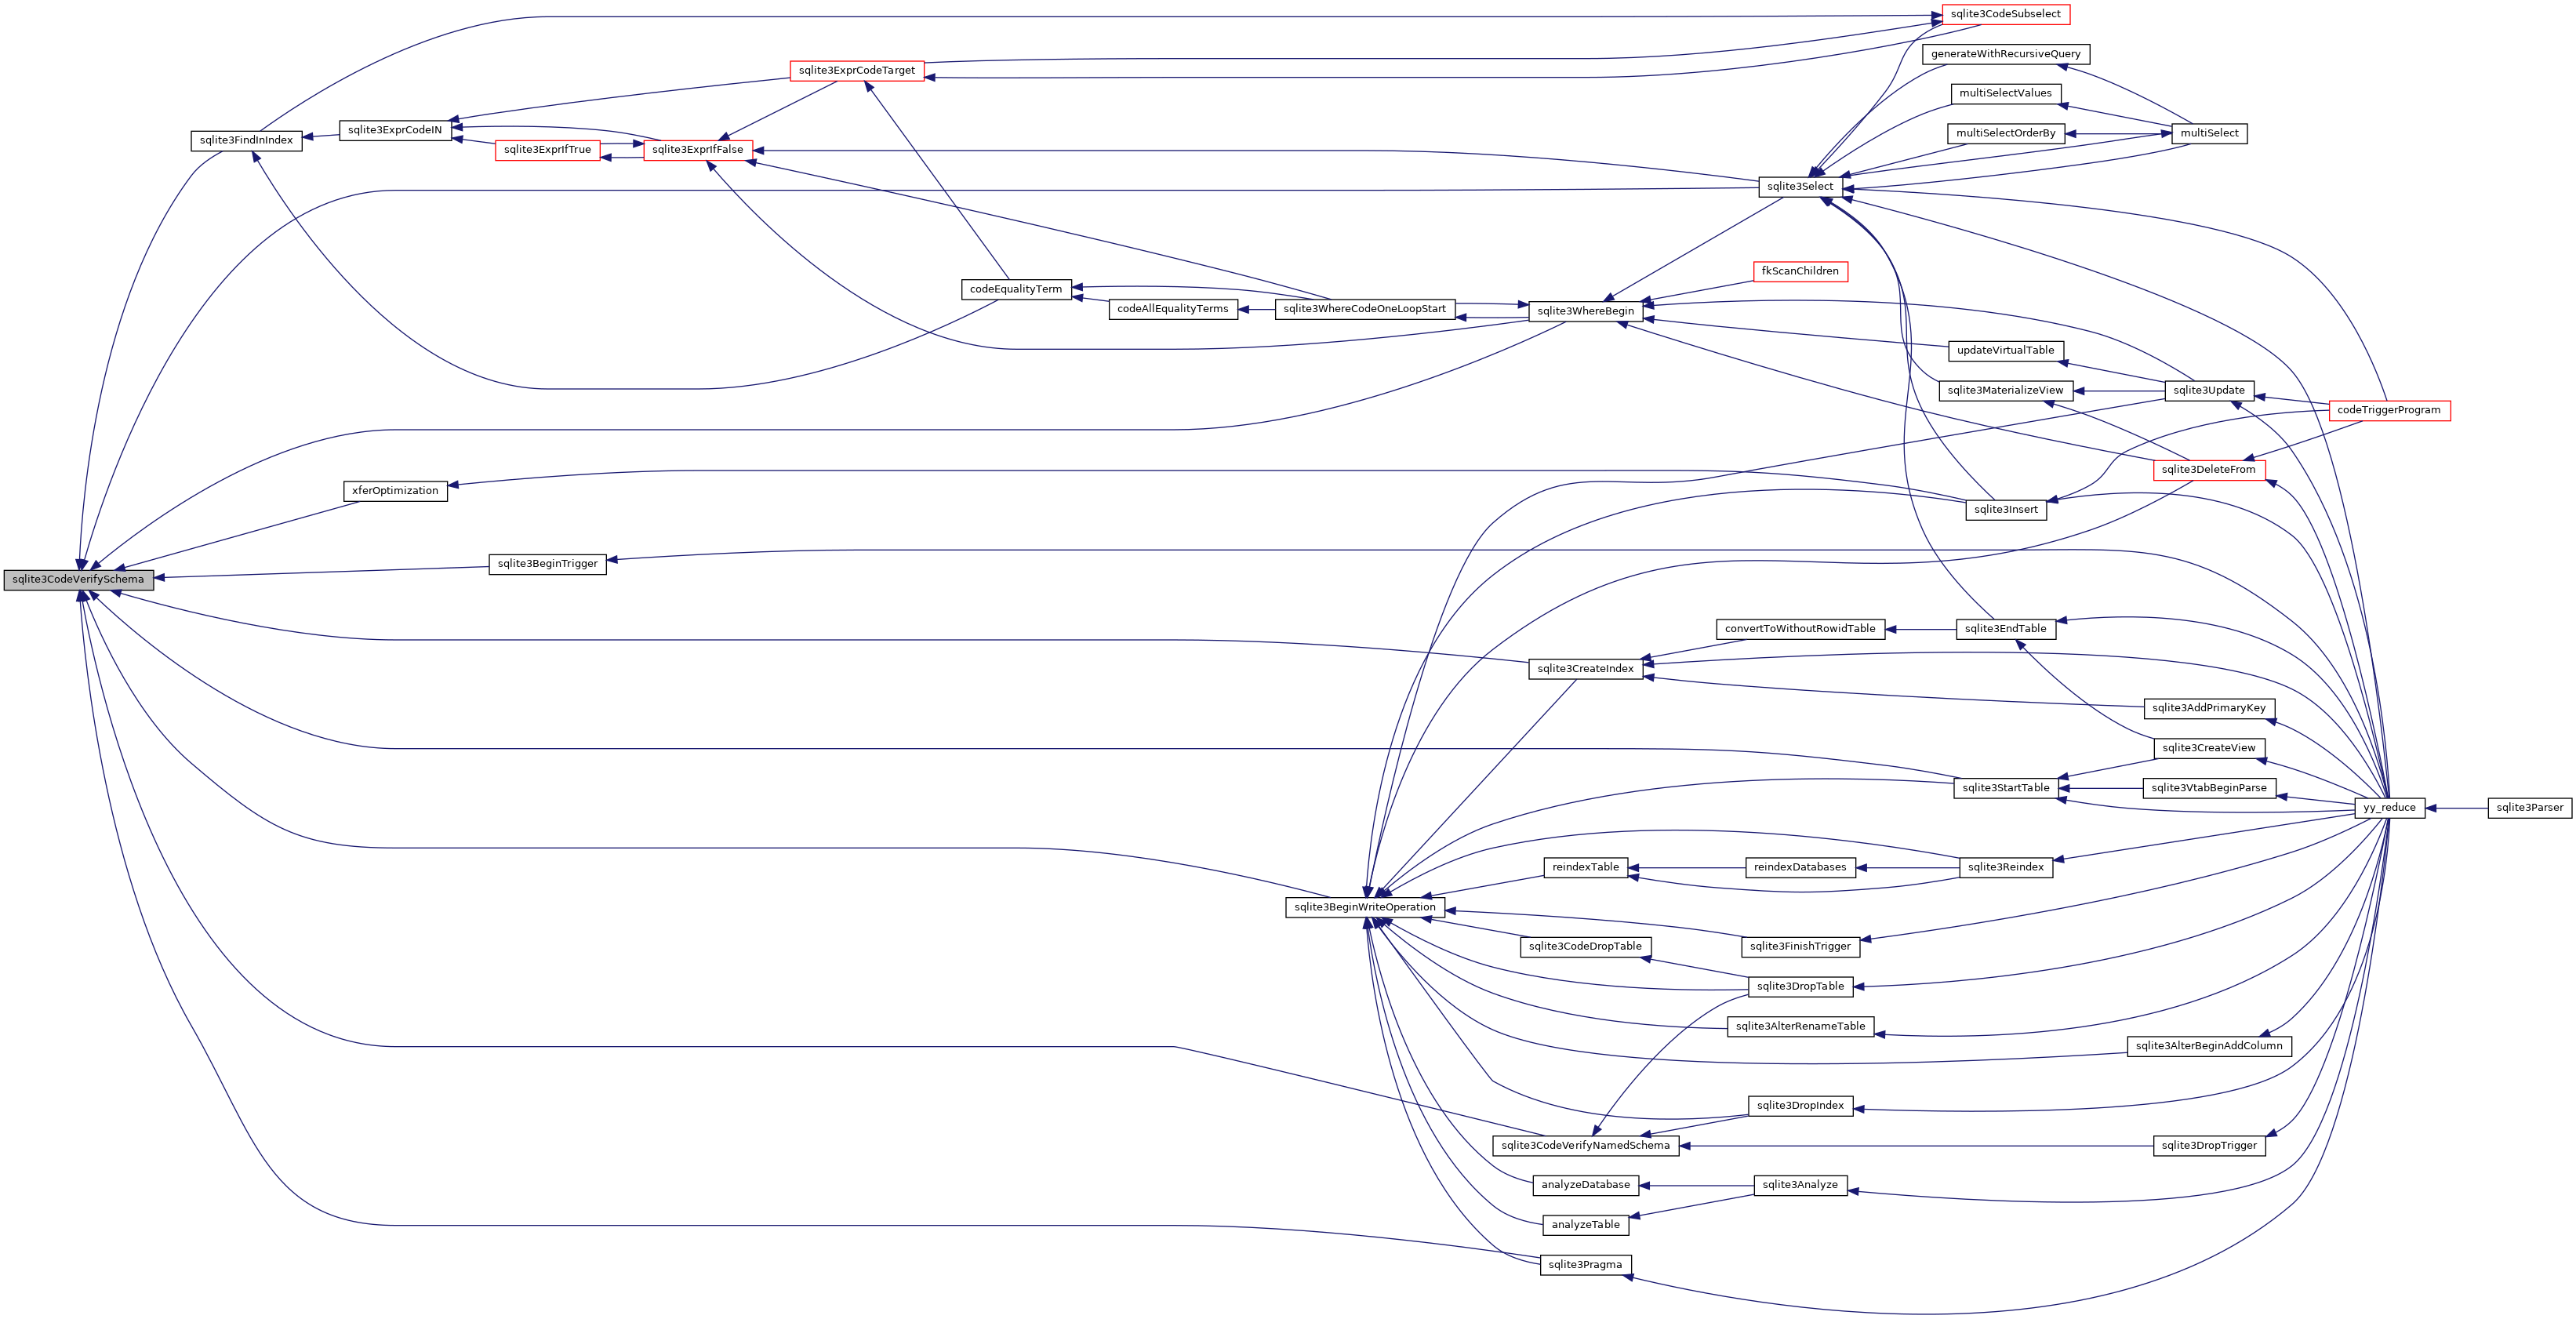 sqlite3CodeSubselect
generateWithRecursiveQuery
sqlite3ExprCodeTarget
multiSelectValues
sqlite3ExprCodeIN
multiSelectOrderBy
multiSelect
sqlite3FindInIndex
sqlite3ExprIfTrue
sqlite3ExprIfFalse
sqlite3Select
fkScanChildren
codeEqualityTerm
codeAllEqualityTerms
sqlite3WhereCodeOneLoopStart
sqlite3WhereBegin
updateVirtualTable
sqlite3MaterializeView
sqlite3Update
codeTriggerProgram
sqlite3DeleteFrom
xferOptimization
sqlite3Insert
sqlite3BeginTrigger
sqlite3CodeVerifySchema
convertToWithoutRowidTable
sqlite3EndTable
sqlite3CreateIndex
sqlite3AddPrimaryKey
sqlite3CreateView
sqlite3StartTable
sqlite3VtabBeginParse
yy_reduce
sqlite3Parser
reindexTable
reindexDatabases
sqlite3Reindex
sqlite3BeginWriteOperation
sqlite3CodeDropTable
sqlite3FinishTrigger
sqlite3DropTable
sqlite3AlterRenameTable
sqlite3AlterBeginAddColumn
sqlite3DropIndex
sqlite3CodeVerifyNamedSchema
sqlite3DropTrigger
analyzeDatabase
sqlite3Analyze
analyzeTable
sqlite3Pragma